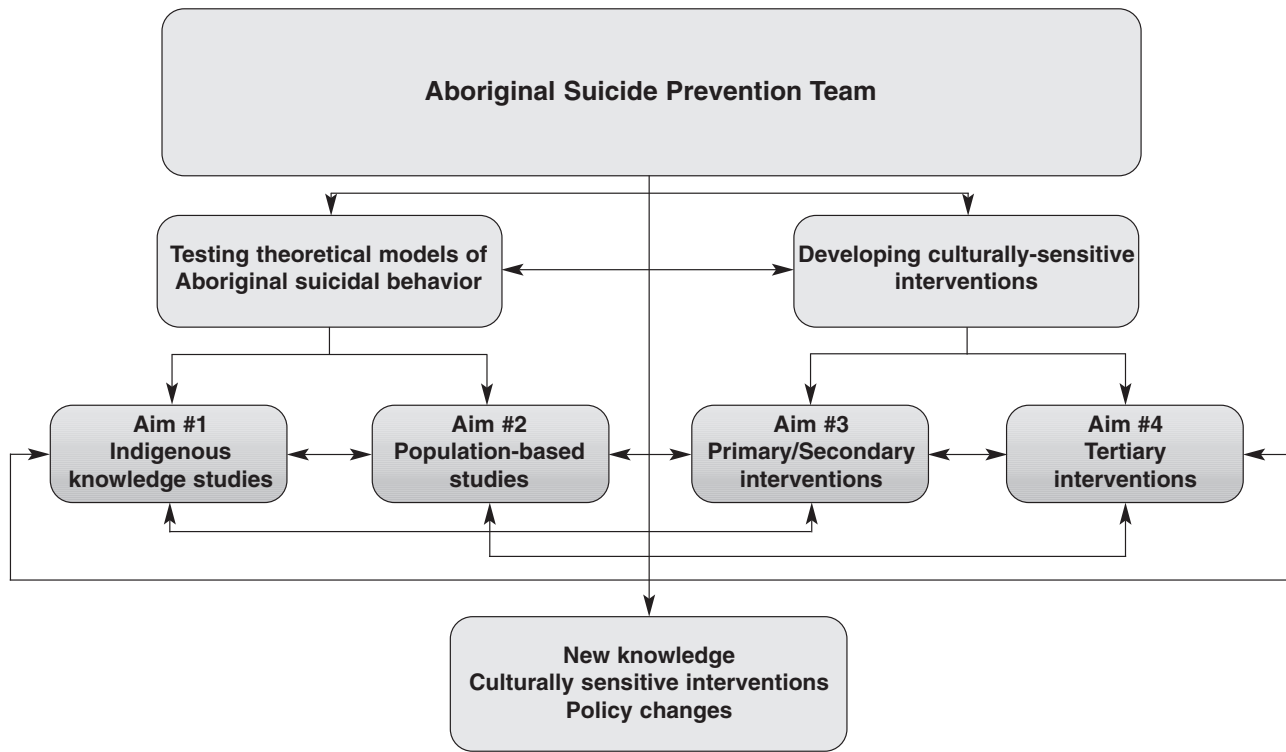 Aboriginal Suicide Prevention Team
Testing theoretical models of
Aboriginal suicidal behavior
Developing culturally-sensitive
interventions
Aim #1
Indigenous
knowledge studies
Aim #2
Population-based
studies
Aim #3
Primary/Secondary
interventions
Aim #4
Tertiary
interventions
New knowledge
Culturally sensitive interventions
Policy changes